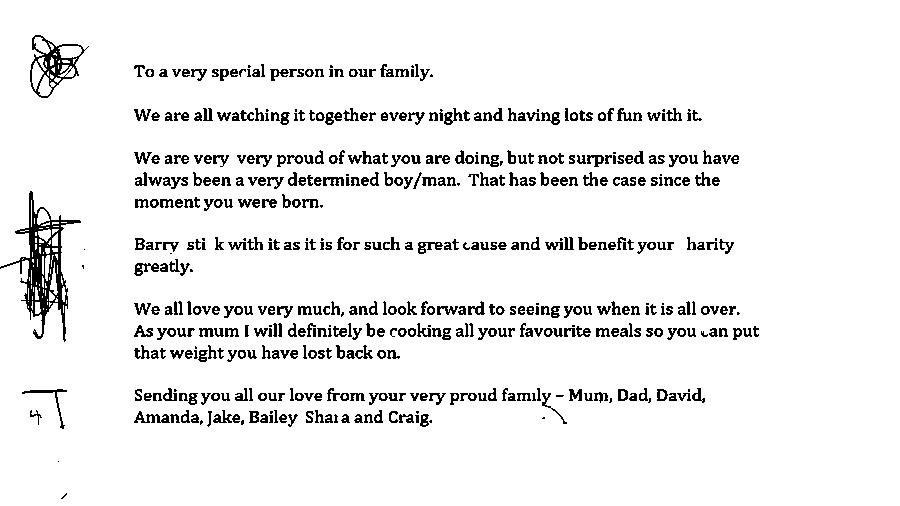 To a very special person in our family.
We are all watching it together every night and having lots of fun with it.
We are very very proud of what you are doing, but not surprised as you have
always been a very determined boy/man. That has been the case since the
moment you were born.
Barry sti k with it as it is for such a great cause and will benefit your harity
greatly.
We all love you very much, and look forward to seeing you when it is all over.
As your mum I will definitely be cooking all your favourite meals so you can put
that weight you have lost back on.
Sending you all our love from your very proud family – Mum, Dad, David,
Amanda, Jake, Bailey Shara and Craig.